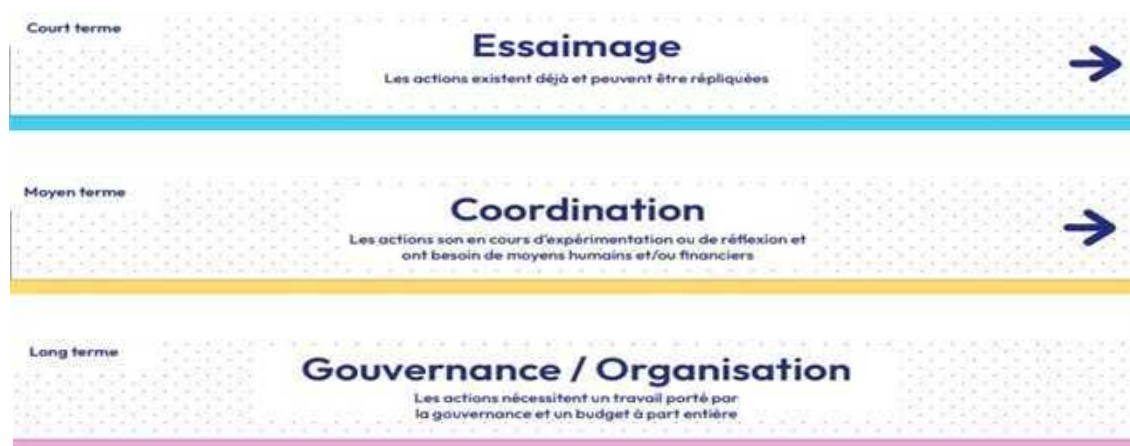 Court terme
Essaimage
Les actions existent déjà et peuvent être répliquées
Moyen terme
Coordination
Les actions son en cours d'expérimentation ou de réflexion et
ont besoin de moyens humains et/ou financiers
Long terme
Gouvernance / Organisation
Les actions nécessitent un travail porté par
la gouvernance et un budget à part entière